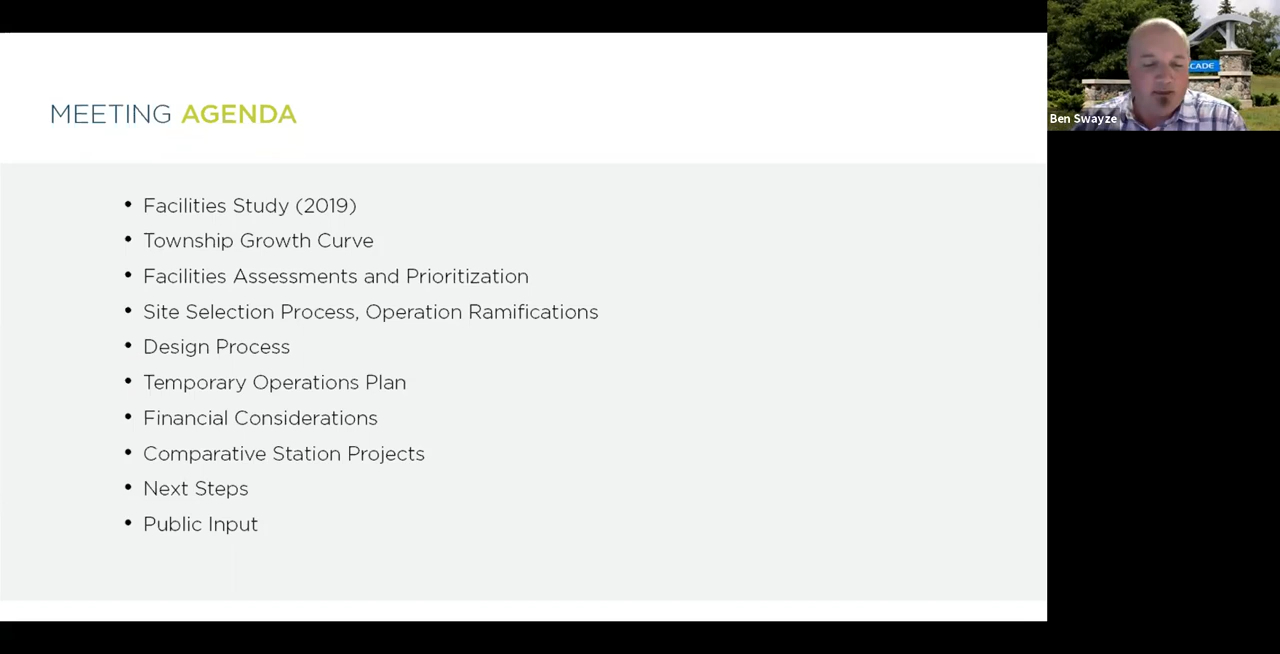 MEETING AGENDA
• Facilities Study (2019)
• Township Growth Curve
• Facilities Assessments and Prioritization
• Site Selection Process, Operation Ramifications
• Design Process
• Temporary Operations Plan
• Financial Considerations
• Comparative Station Projects
• Next Steps
• Public Input
CADE
Ben Swayze